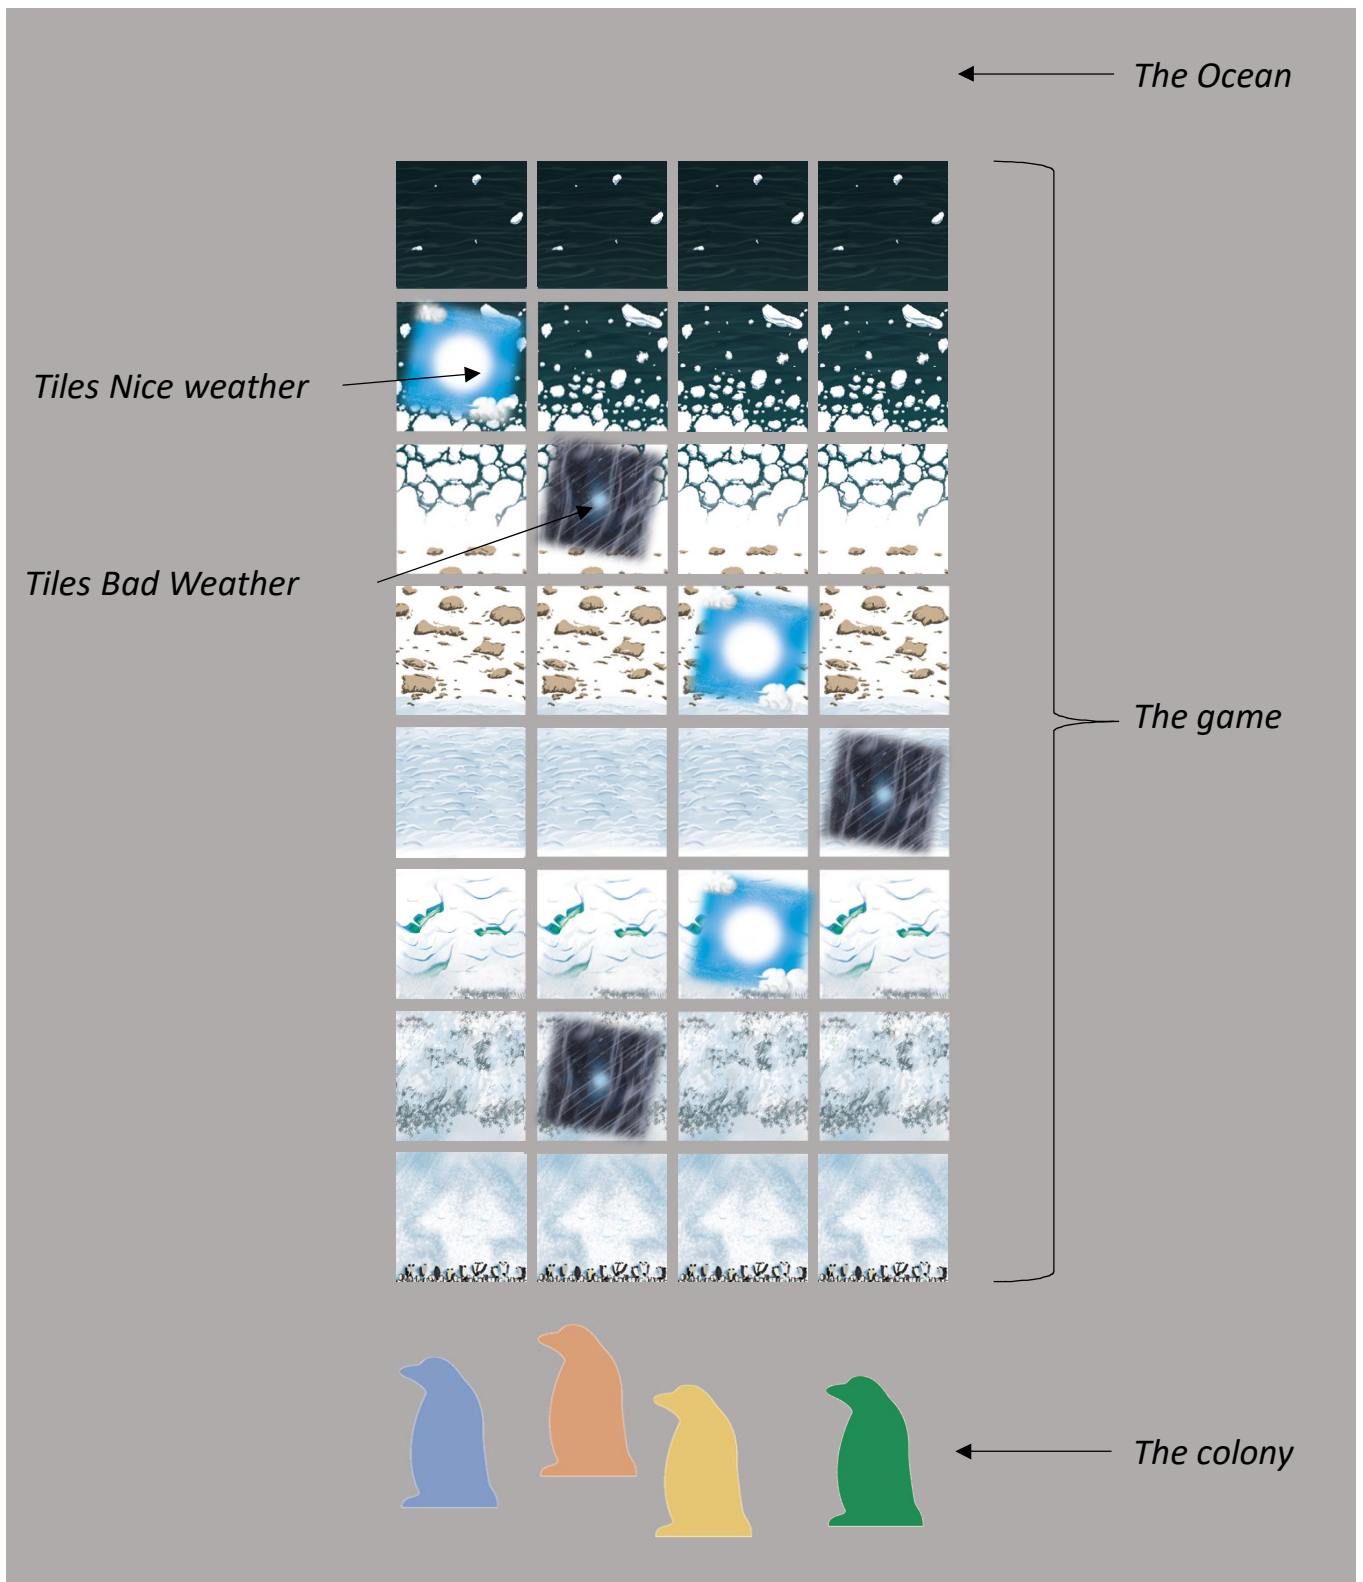 The Ocean
Tiles Nice weather
Tiles Bad Weather
The game
The colony